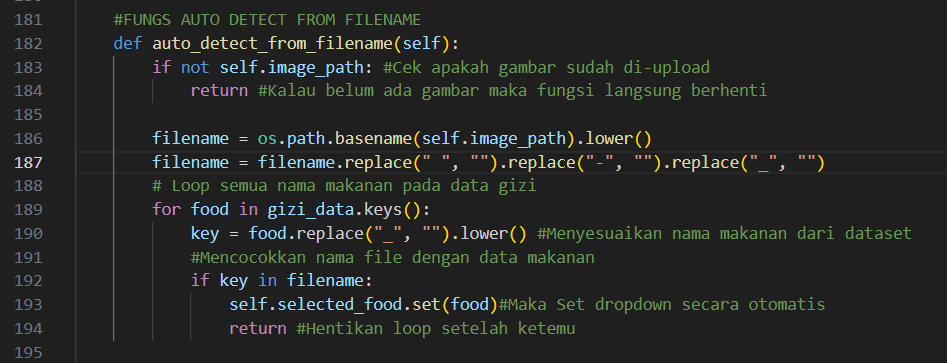 181 #FUNGS AUTO DETECT FROM FILENAME
182 def auto_detect_from_filename(self):
183 if not self.image_path: #Cek apakah gambar sudah di-upload
184 return #Kalau belum ada gambar maka fungsi langsung berhenti
185
186 filename = os.path.basename(self.image_path).lower()
187 filename = filename.replace(" ", "").replace("-", "").replace("_", "")
188 # Loop semua nama makanan pada data gizi
189 for food in gizi_data.keys():
190 key = food.replace("_", "").lower() #Menyesuaikan nama makanan dari dataset
191 #Mencocokkan nama file dengan data makanan
192 if key in filename:
193 self.selected_food.set(food)#Maka Set dropdown secara otomatis
194 return #Hentikan loop setelah ketemu
195